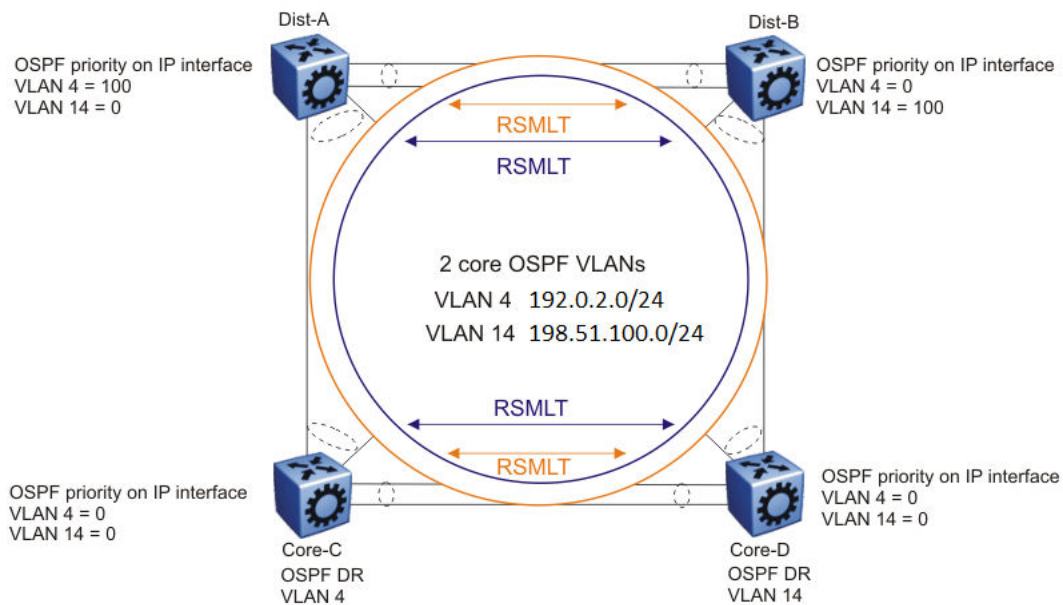 Dist-A
Dist-B
OSPF priority on IP interface
VLAN 4 = 100
VLAN 14 = 0
OSPF priority on IP interface
VLAN 4 = 0
VLAN 14 = 100
RSMLT
RSMLT
2 core OSPF VLANs
VLAN 4 192.0.2.0/24
VLAN 14 198.51.100.0/24
RSMLT
RSMLT
OSPF priority on IP interface
VLAN 4 = 0
VLAN 14 = 0
OSPF priority on IP interface
VLAN 4 = 0
VLAN 14 = 0
Core-C
OSPF DR
VLAN 4
Core-D
OSPF DR
VLAN 14